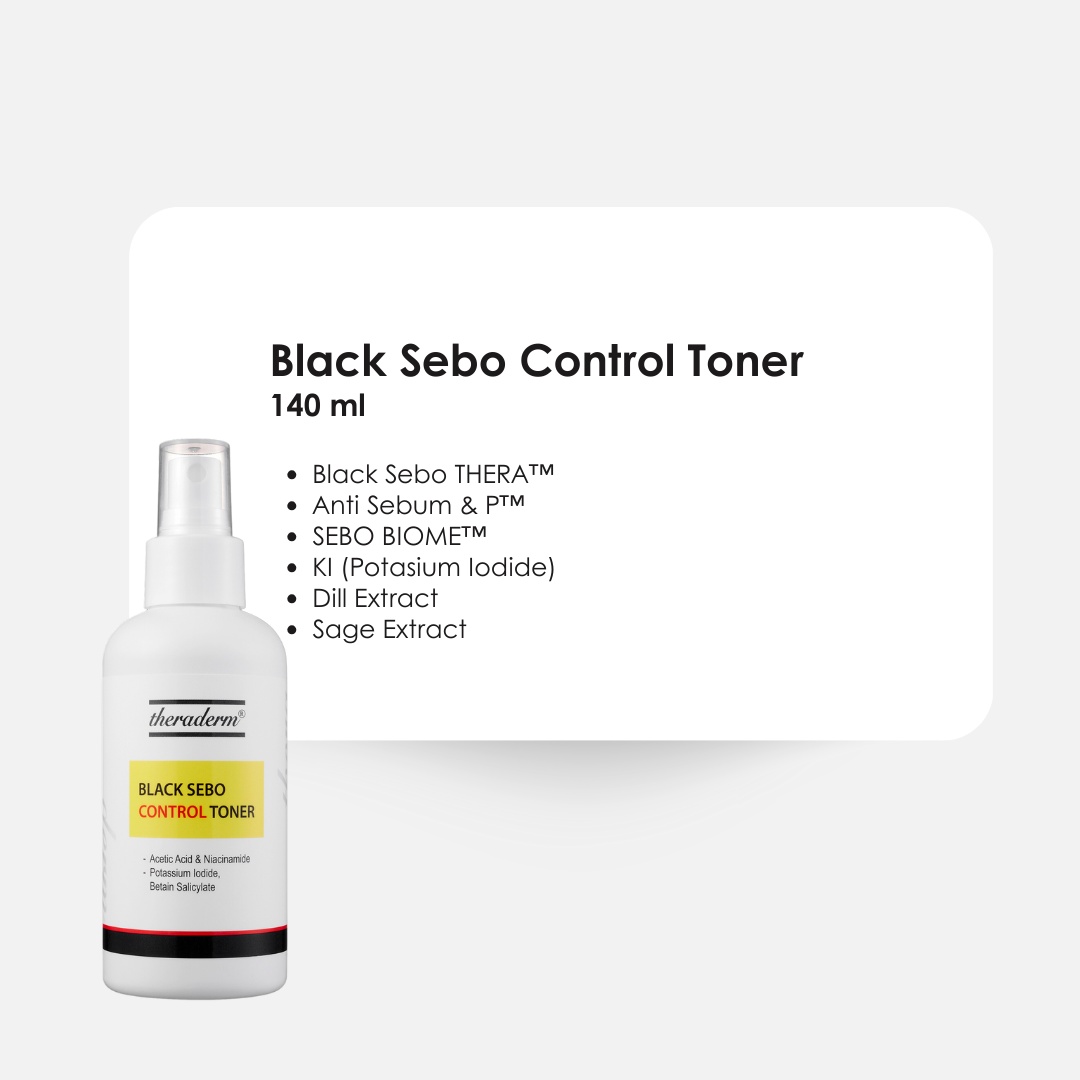 Black Sebo Control Toner
140 ml
• Black Sebo THERA™
• Anti Sebum & P™
• SEBO BIOME™
• KI (Potasium Iodide)
• Dill Extract
• Sage Extract
theraderm®
BLACK SEBO
CONTROL TONER
- Acetic Acid & Niacinamide
- Potassium Iodide,
Betain Salicylate